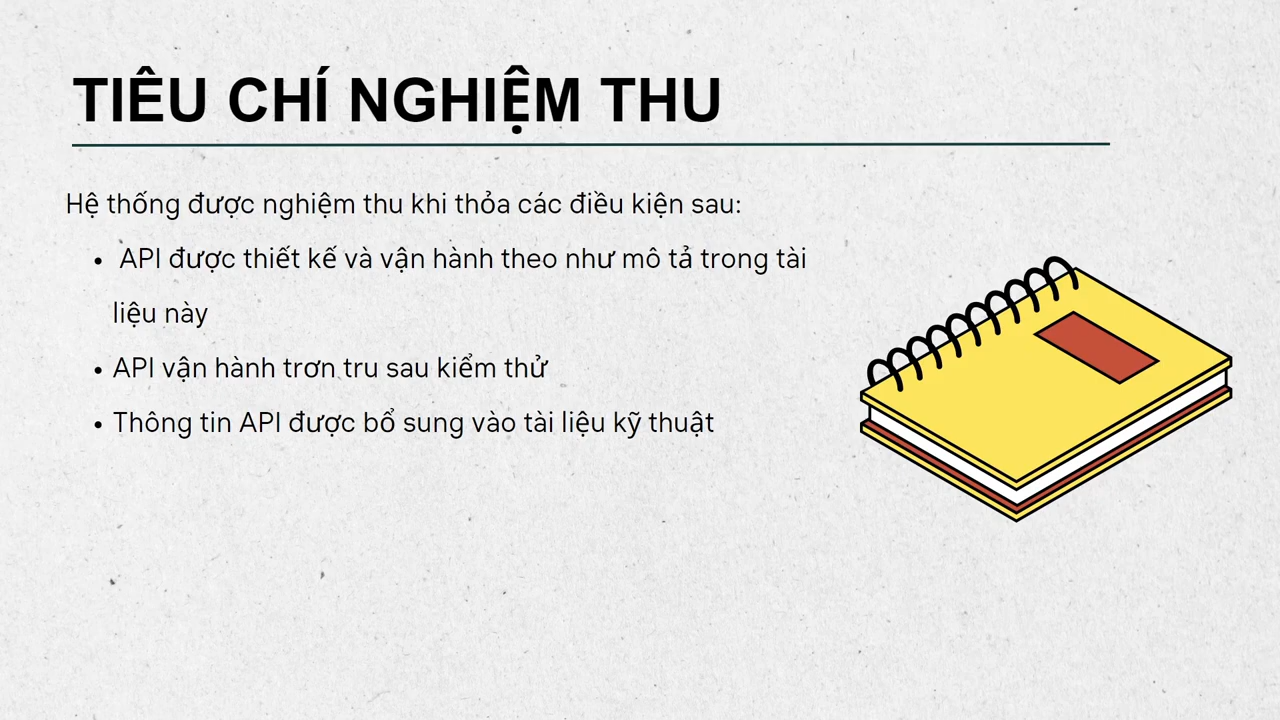 TIÊU CHÍ NGHIỆM THU
Hệ thống được nghiệm thu khi thỏa các điều kiện sau:
• API được thiết kế và vận hành theo như mô tả trong tài
liệu này
• API vận hành trơn tru sau kiểm thử
• Thông tin API được bổ sung vào tài liệu kỹ thuật